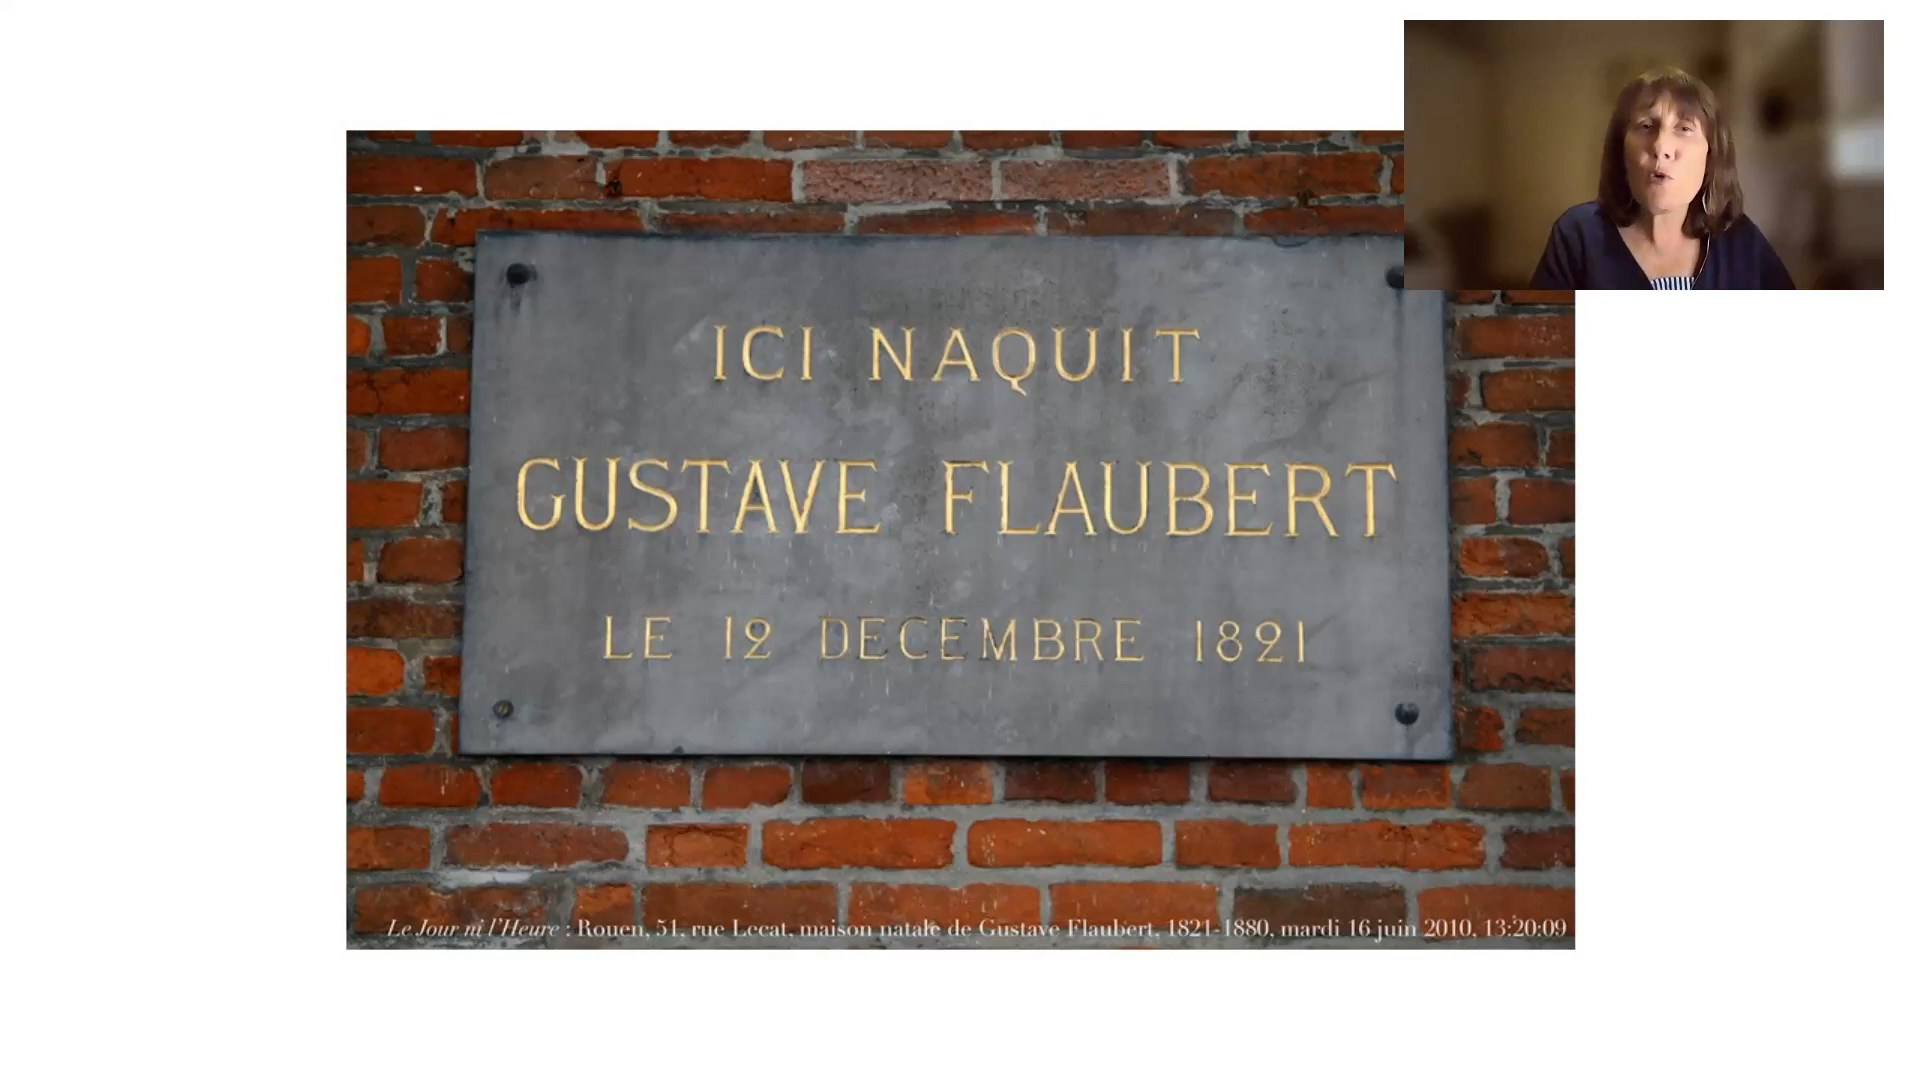 ICI NAQUIT
GUSTAVE FLAUBERT
LE 12 DECEMBRE 1821
Le Jour ni l'Heure : Rouen, 51, rue Lecat, maison natale de Gustave Flaubert, 1821-1880, mardi 16 juin 2010, 13:20:09